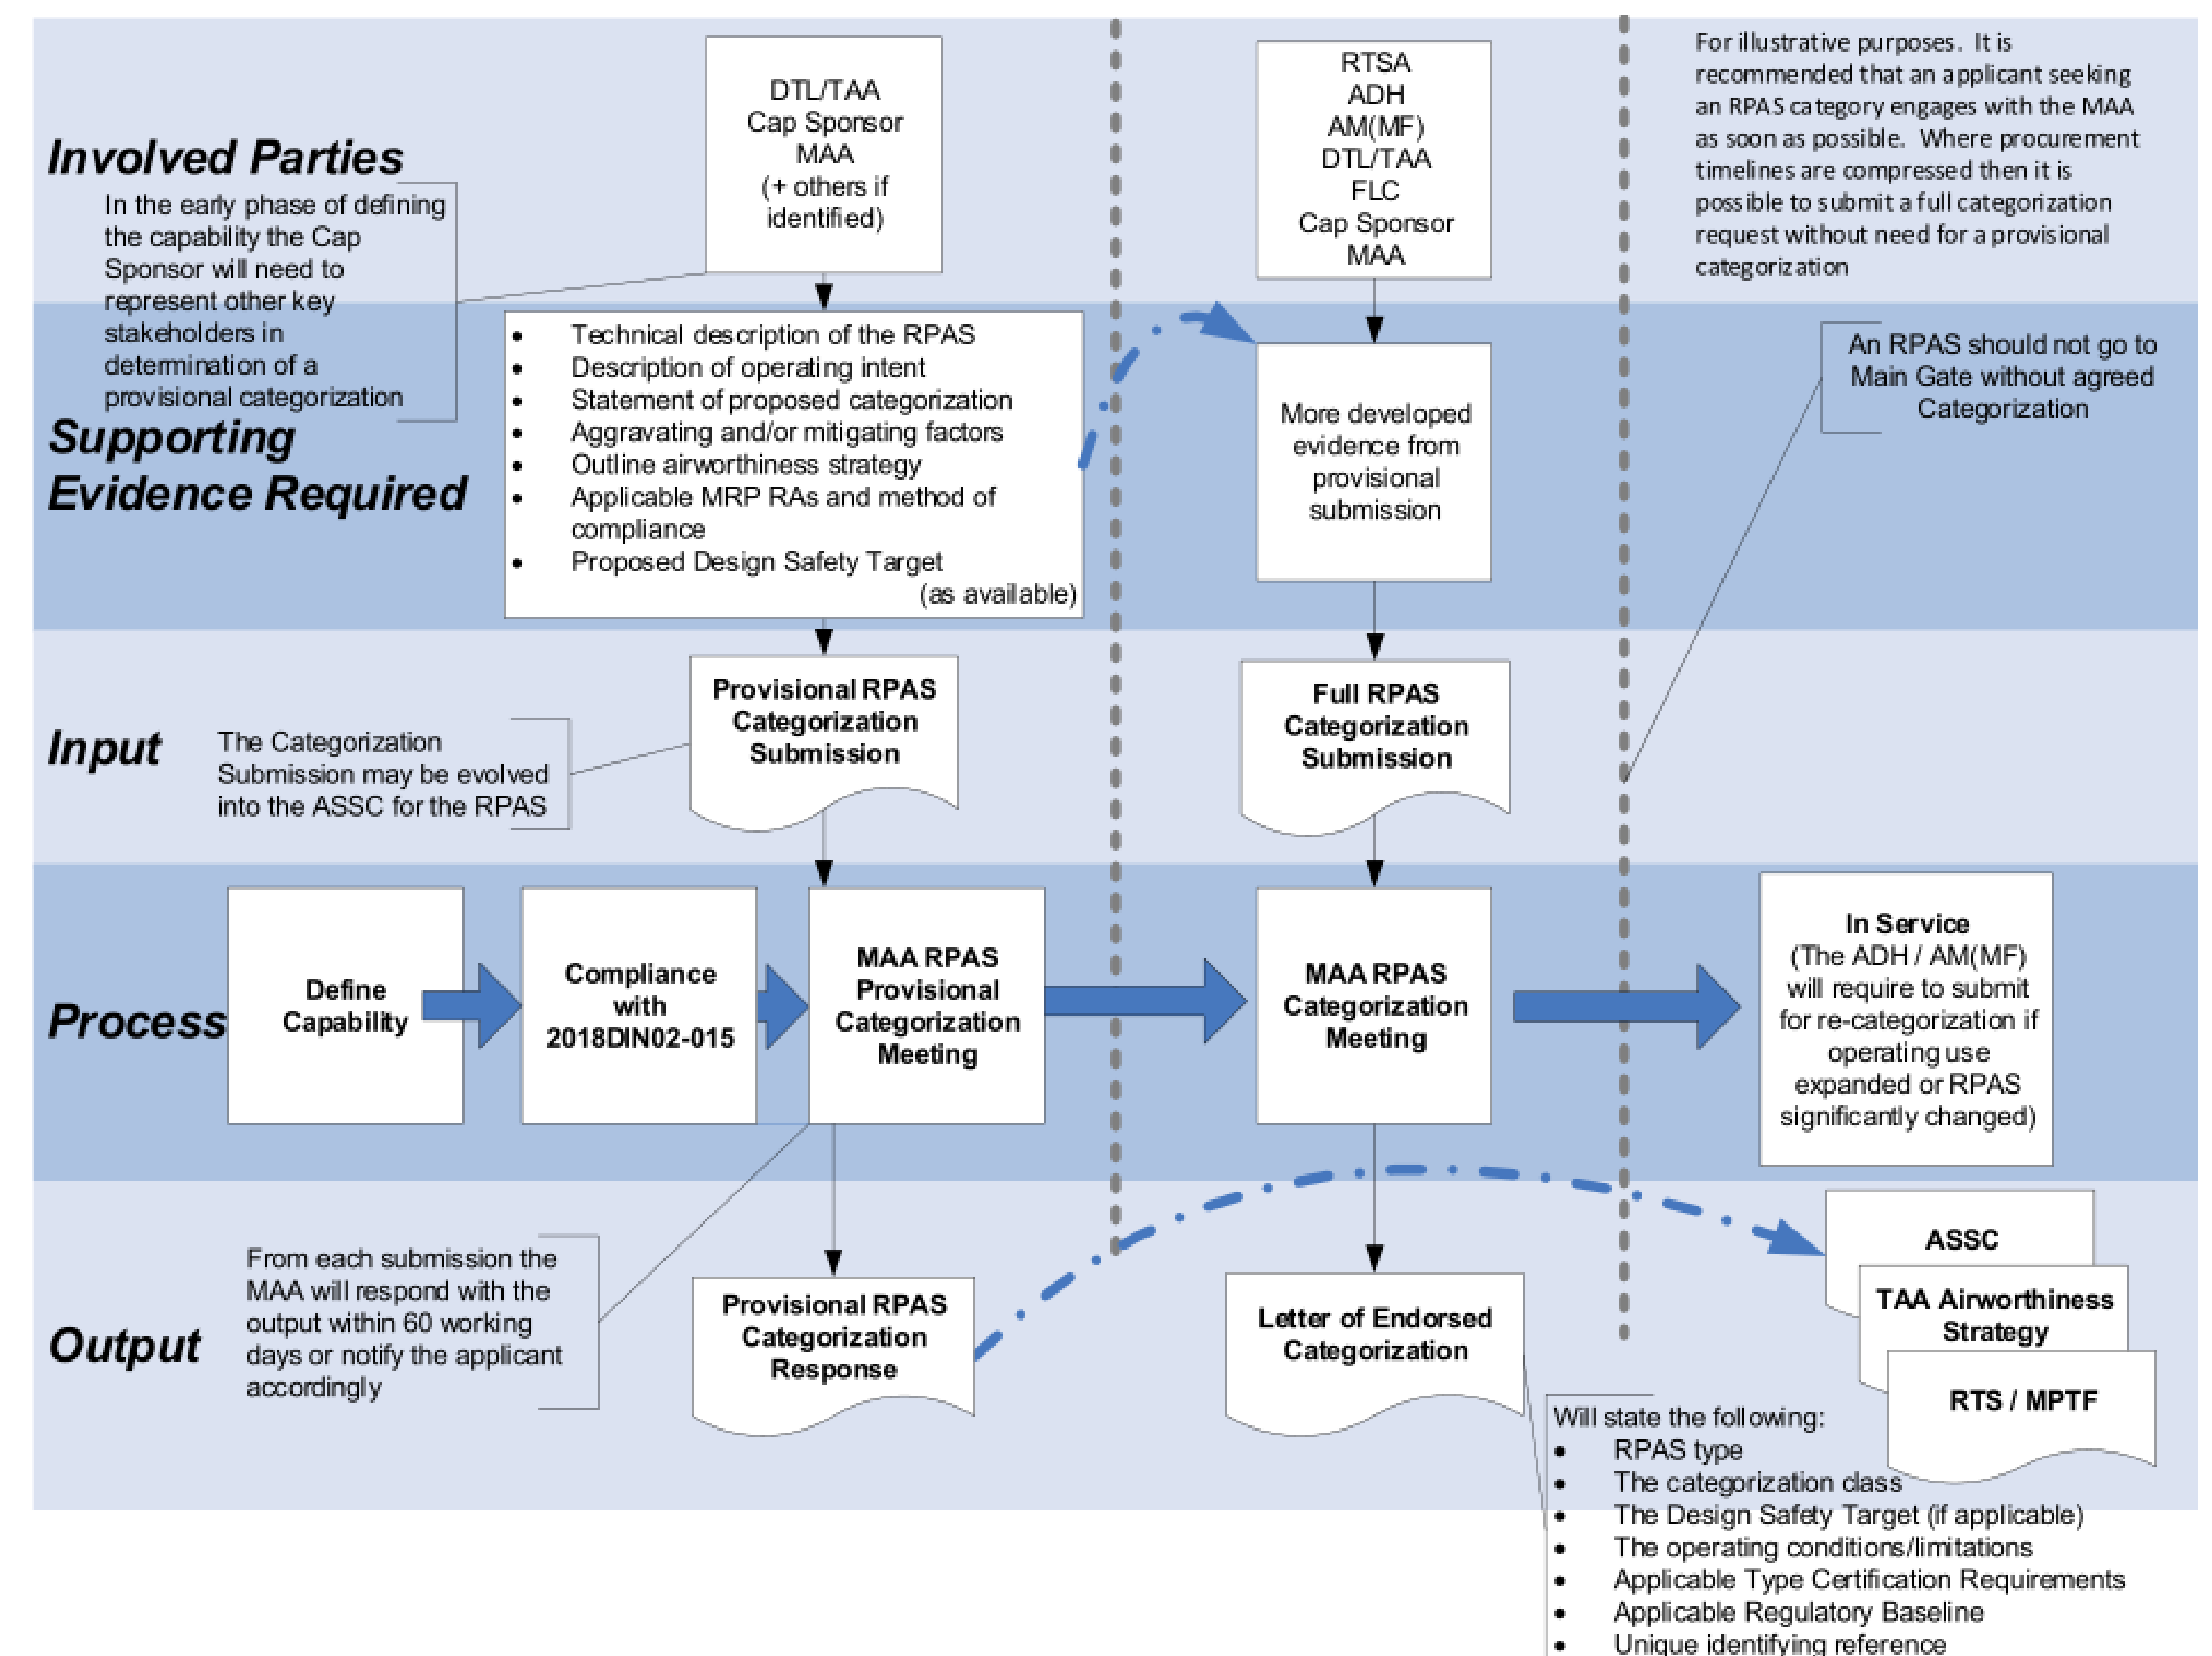 DTL/TAA
Cap Sponsor
MAA
(+ others if
identified)
RTSA
ADH
AM(MF)
DTL/TAA
FLC
Cap Sponsor
MAA
For illustrative purposes. It is
recommended that an applicant seeking
an RPAS category engages with the MAA
as soon as possible. Where procurement
timelines are compressed then it is
possible to submit a full categorization
request without need for a provisional
categorization
Involved Parties
In the early phase of defining
the capability the Cap
Sponsor will need to
represent other key
stakeholders in
determination of a
provisional categorization
Supporting
Evidence Required
• Technical description of the RPAS
• Description of operating intent
• Statement of proposed categorization
• Aggravating and/or mitigating factors
• Outline airworthiness strategy
• Applicable MRP RAs and method of
compliance
• Proposed Design Safety Target
(as available)
More developed
evidence from
provisional
submission
An RPAS should not go to
Main Gate without agreed
Categorization
Input
The Categorization
Submission may be evolved
into the ASSC for the RPAS
Provisional RPAS
Categorization
Submission
Full RPAS
Categorization
Submission
Process
Define
Capability
Compliance
with
2018DIN02-015
MAA RPAS
Provisional
Categorization
Meeting
MAA RPAS
Categorization
Meeting
In Service
(The ADH / AM(MF)
will require to submit
for re-categorization if
operating use
expanded or RPAS
significantly changed)
Output
From each submission the
MAA will respond with the
output within 60 working
days or notify the applicant
accordingly
Provisional RPAS
Categorization
Response
Letter of Endorsed
Categorization
ASSC
TAA Airworthiness
Strategy
RTS / MPTF
Will state the following:
• RPAS type
• The categorization class
• The Design Safety Target (if applicable)
• The operating conditions/limitations
• Applicable Type Certification Requirements
• Applicable Regulatory Baseline
• Unique identifying reference